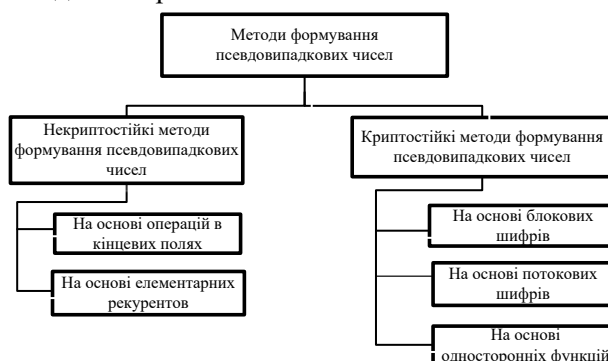 Методи формування
псевдовипадкових чисел
Некриптостійкі методи
формування псевдовипадкових
чисел
На основі операцій в
кінцевих полях
На основі елементарних
рекурентов
Криптостійкі методи формування
псевдовипадкових чисел
На основі блокових
шифрів
На основі потокових
шифрів
На основі
односторонніх функцій